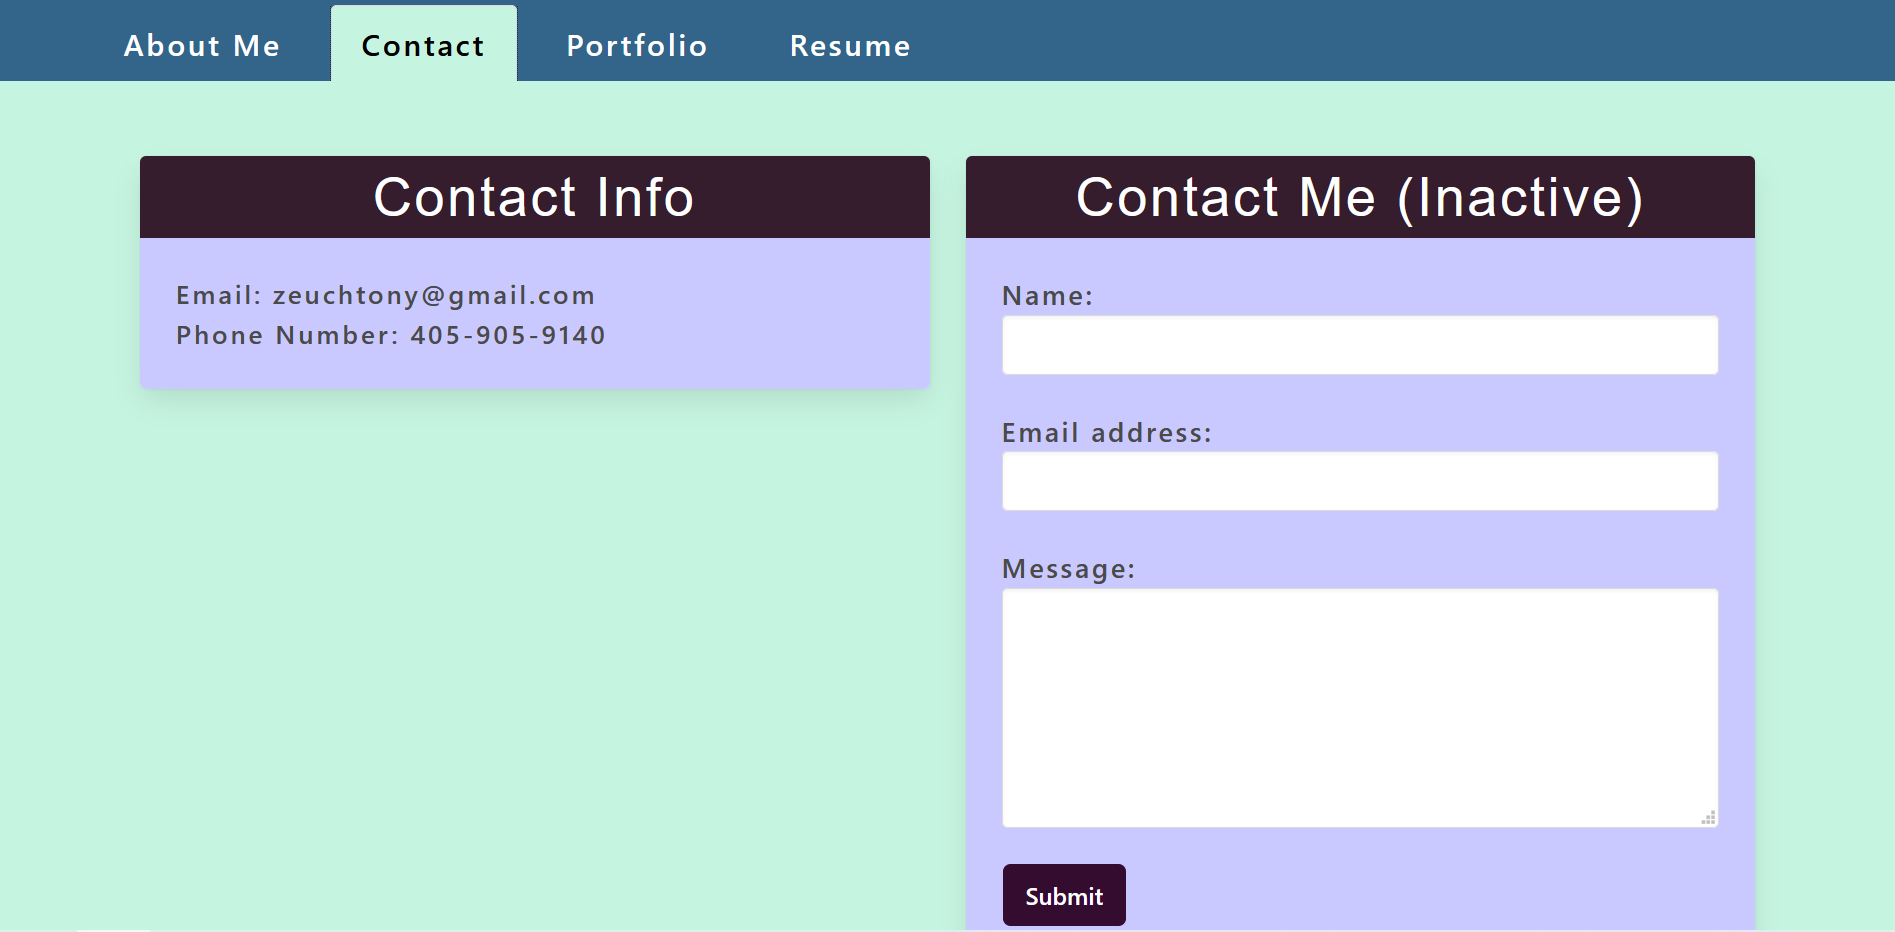 About Me Contact Portfolio Resume
Contact Info
Email: zeuchtony@gmail.com
Phone Number: 405-905-9140
Contact Me (Inactive)
Name:
Email address:
Message:
Submit